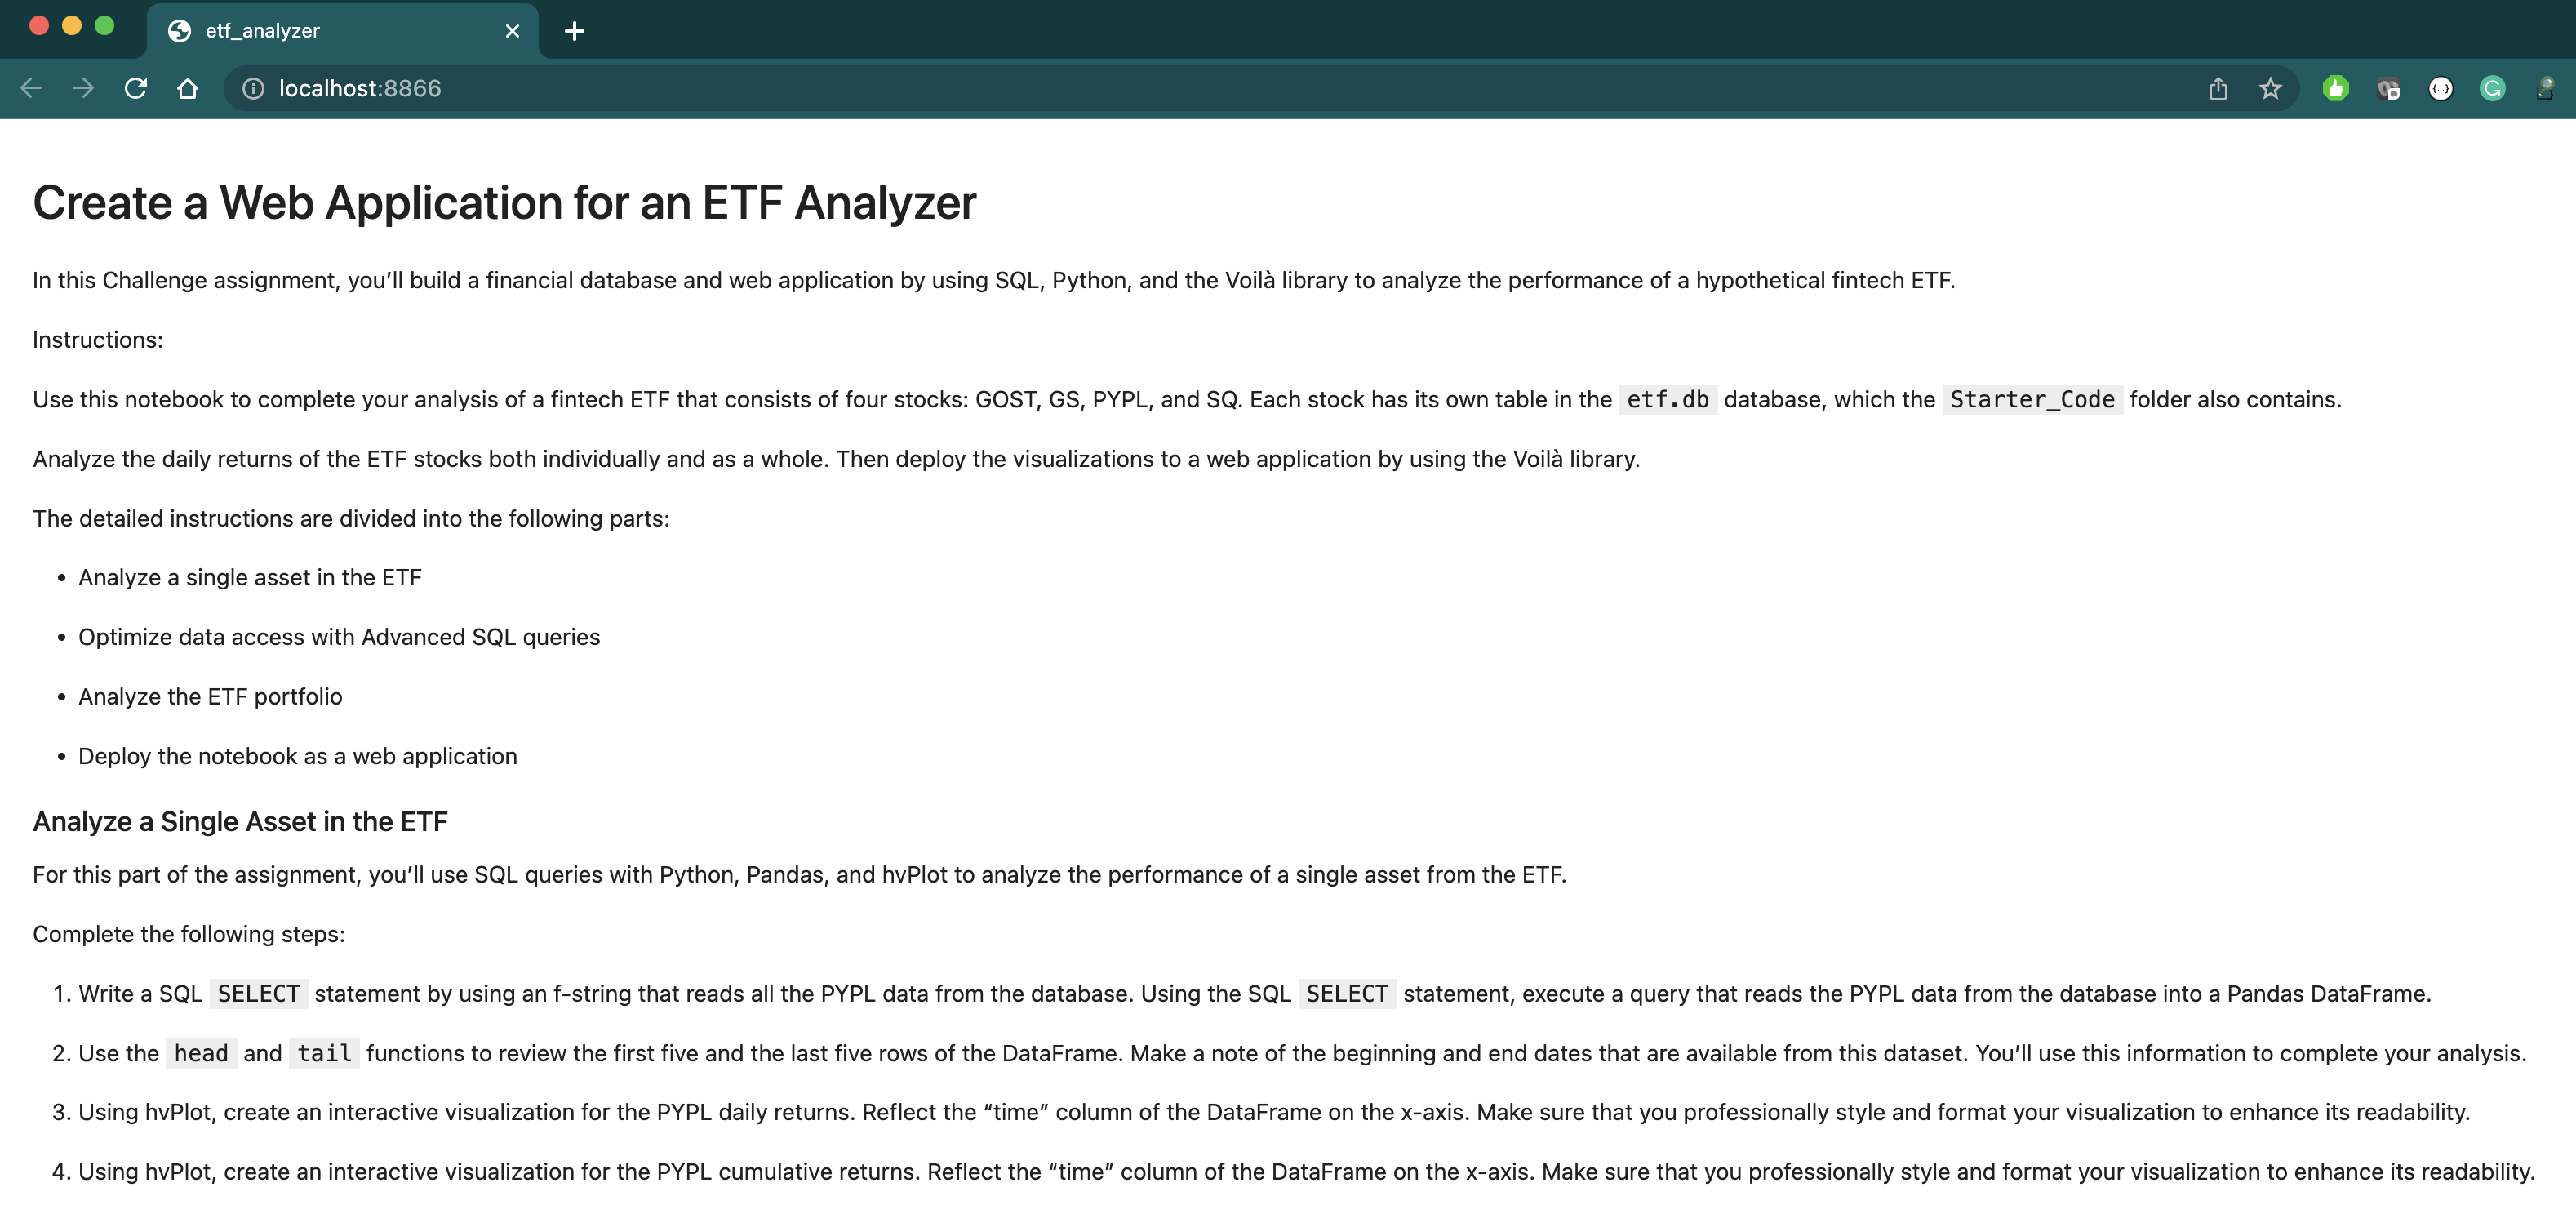 etf_analyzer
localhost:8866
Create a Web Application for an ETF Analyzer
In this Challenge assignment, you’ll build a financial database and web application by using SQL, Python, and the Voilà library to analyze the performance of a hypothetical fintech ETF.
Instructions:
Use this notebook to complete your analysis of a fintech ETF that consists of four stocks: GOST, GS, PYPL, and SQ. Each stock has its own table in the etf.db database, which the Starter_Code folder also contains.
Analyze the daily returns of the ETF stocks both individually and as a whole. Then deploy the visualizations to a web application by using the Voilà library.
The detailed instructions are divided into the following parts:
• Analyze a single asset in the ETF
• Optimize data access with Advanced SQL queries
• Analyze the ETF portfolio
• Deploy the notebook as a web application
Analyze a Single Asset in the ETF
For this part of the assignment, you’ll use SQL queries with Python, Pandas, and hvPlot to analyze the performance of a single asset from the ETF.
Complete the following steps:
1. Write a SQL SELECT statement by using an f-string that reads all the PYPL data from the database. Using the SQL SELECT statement, execute a query that reads the PYPL data from the database into a Pandas DataFrame.
2. Use the head and tail functions to review the first five and the last five rows of the DataFrame. Make a note of the beginning and end dates that are available from this dataset. You’ll use this information to complete your analysis.
3. Using hvPlot, create an interactive visualization for the PYPL daily returns. Reflect the “time” column of the DataFrame on the x-axis. Make sure that you professionally style and format your visualization to enhance its readability.
4. Using hvPlot, create an interactive visualization for the PYPL cumulative returns. Reflect the “time” column of the DataFrame on the x-axis. Make sure that you professionally style and format your visualization to enhance its readability.